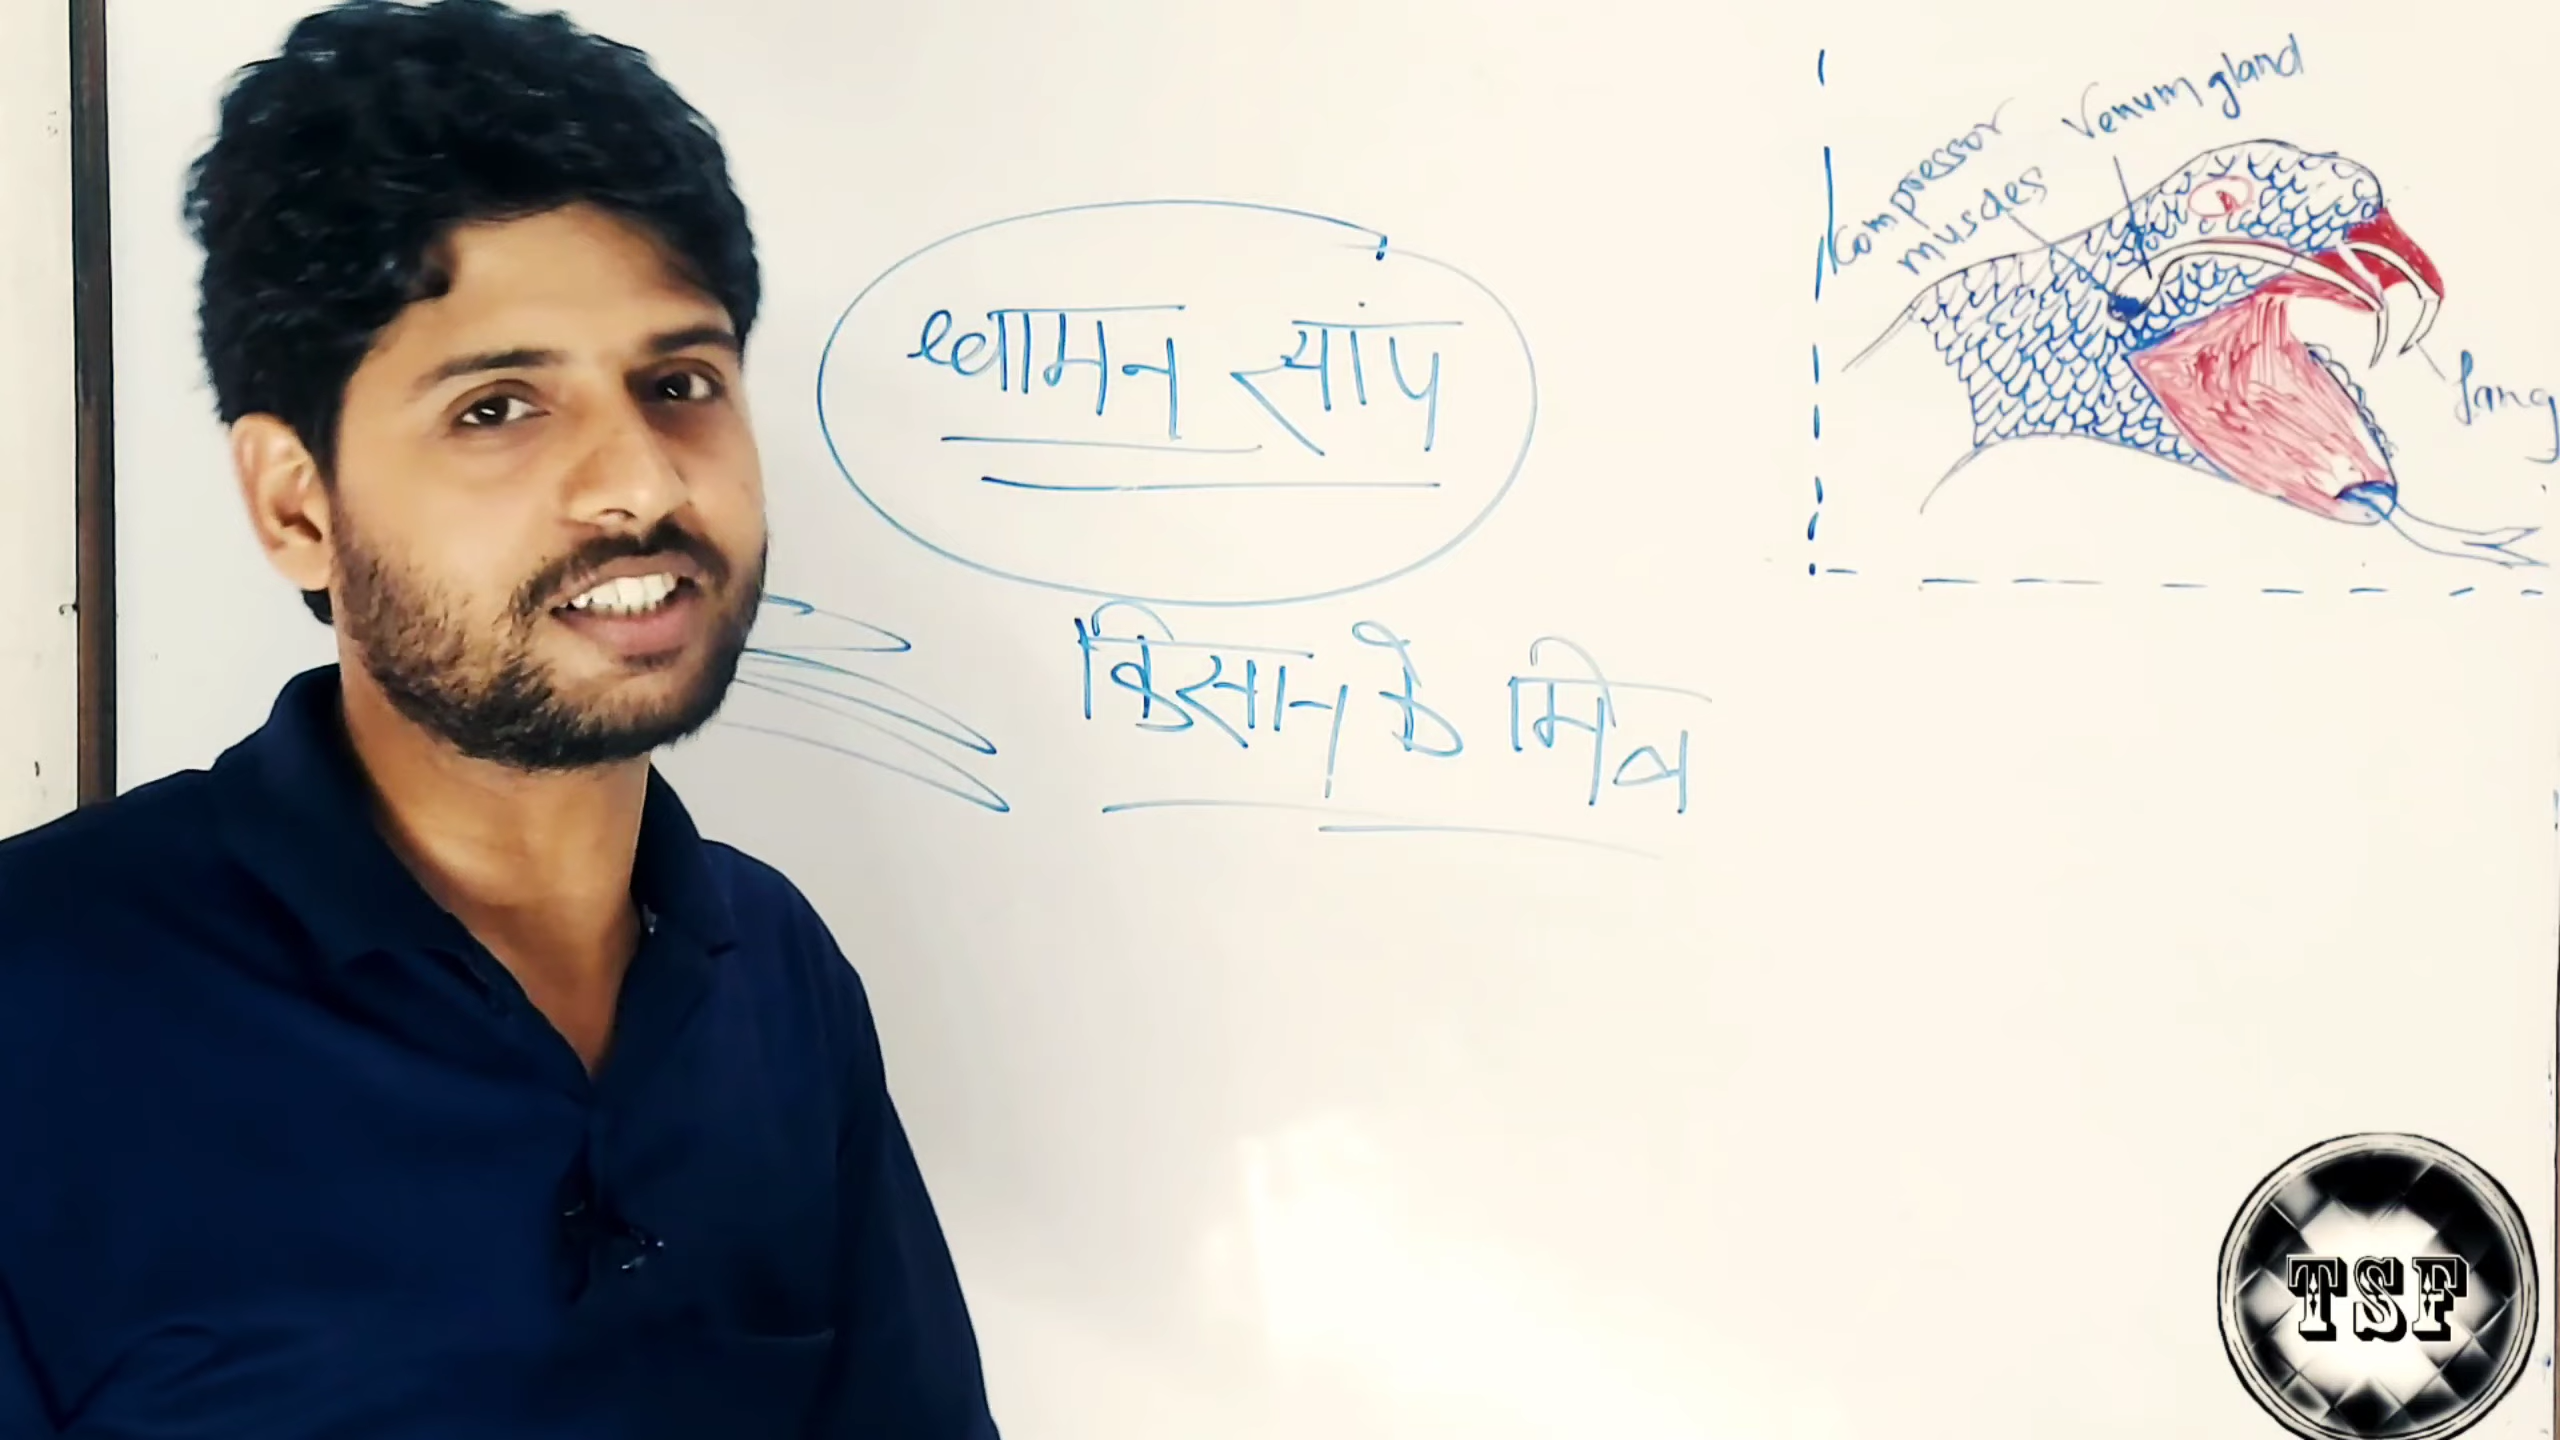 धामन सांप
किसान के मित्र
Compressor
muscles
Venum gland
fang
TSF